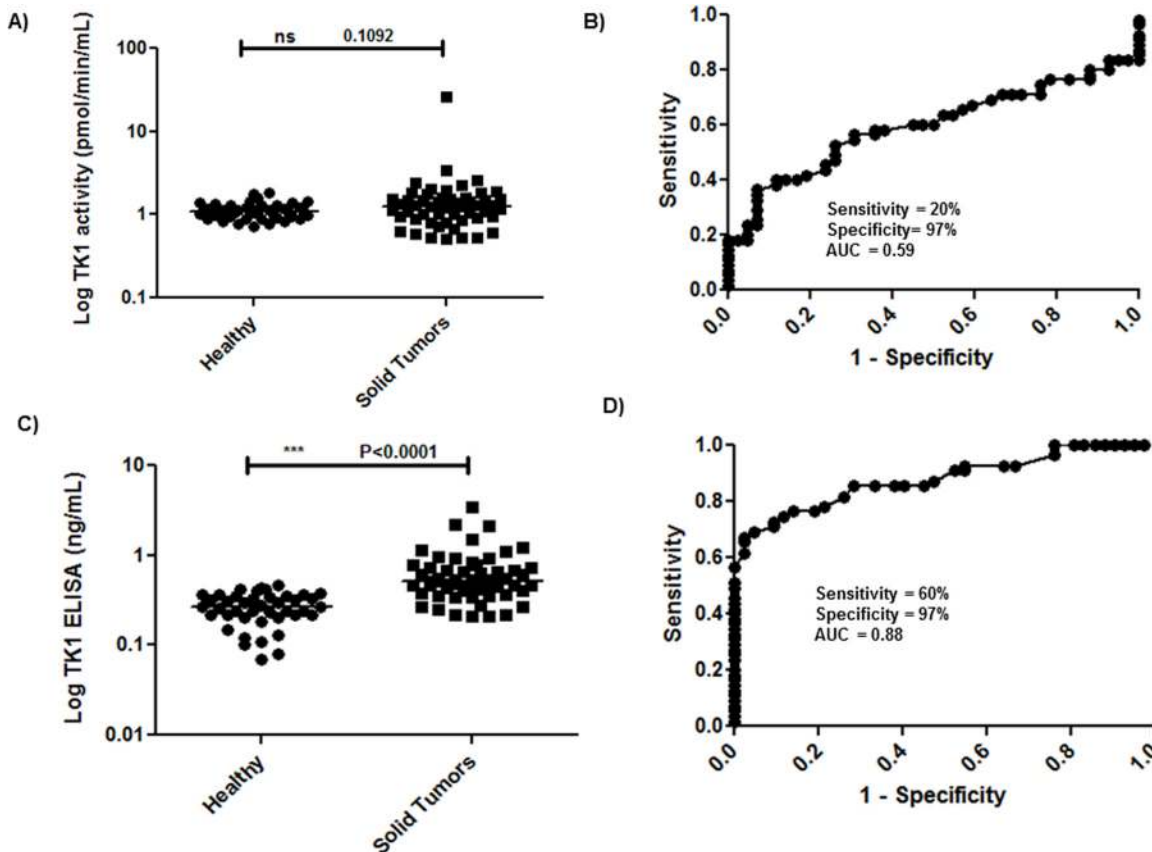 A)
ns 0.1092
Log TK1 activity (pmol/min/mL)
100
10
1
0.1
Healthy
Solid Tumors
B)
Sensitivity
1.0
0.8
0.6
0.4
0.2
0.0
Sensitivity = 20%
Specificity= 97%
AUC = 0.59
0.0 0.2 0.4 0.6 0.8 1.0
1 - Specificity
C)
*** P<0.0001
Log TK1 ELISA (ng/mL)
10
1
0.1
0.01
Healthy
Solid Tumors
D)
Sensitivity
1.0
0.8
0.6
0.4
0.2
0.0
Sensitivity = 60%
Specificity = 97%
AUC = 0.88
0.0 0.2 0.4 0.6 0.8 1.0
1 - Specificity